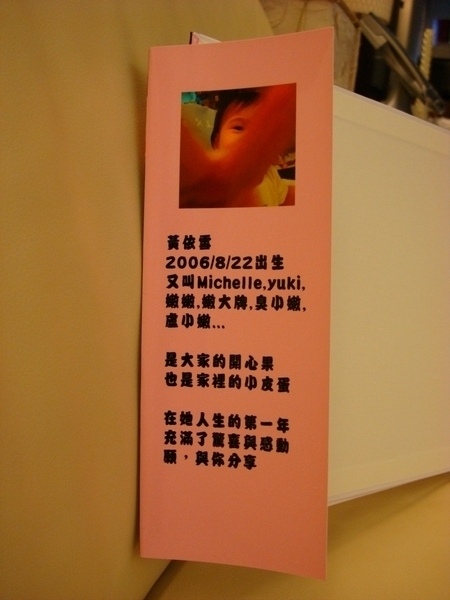 黃依雪
2006/8/22出生
又叫Michelle,yuki,
嫩嫩,嫩大牌,臭小嫩,
盧小嫩...
是大家的開心果
也是家裡的小皮蛋
在她人生的第一年
充滿了驚喜與感動
願，與你分享